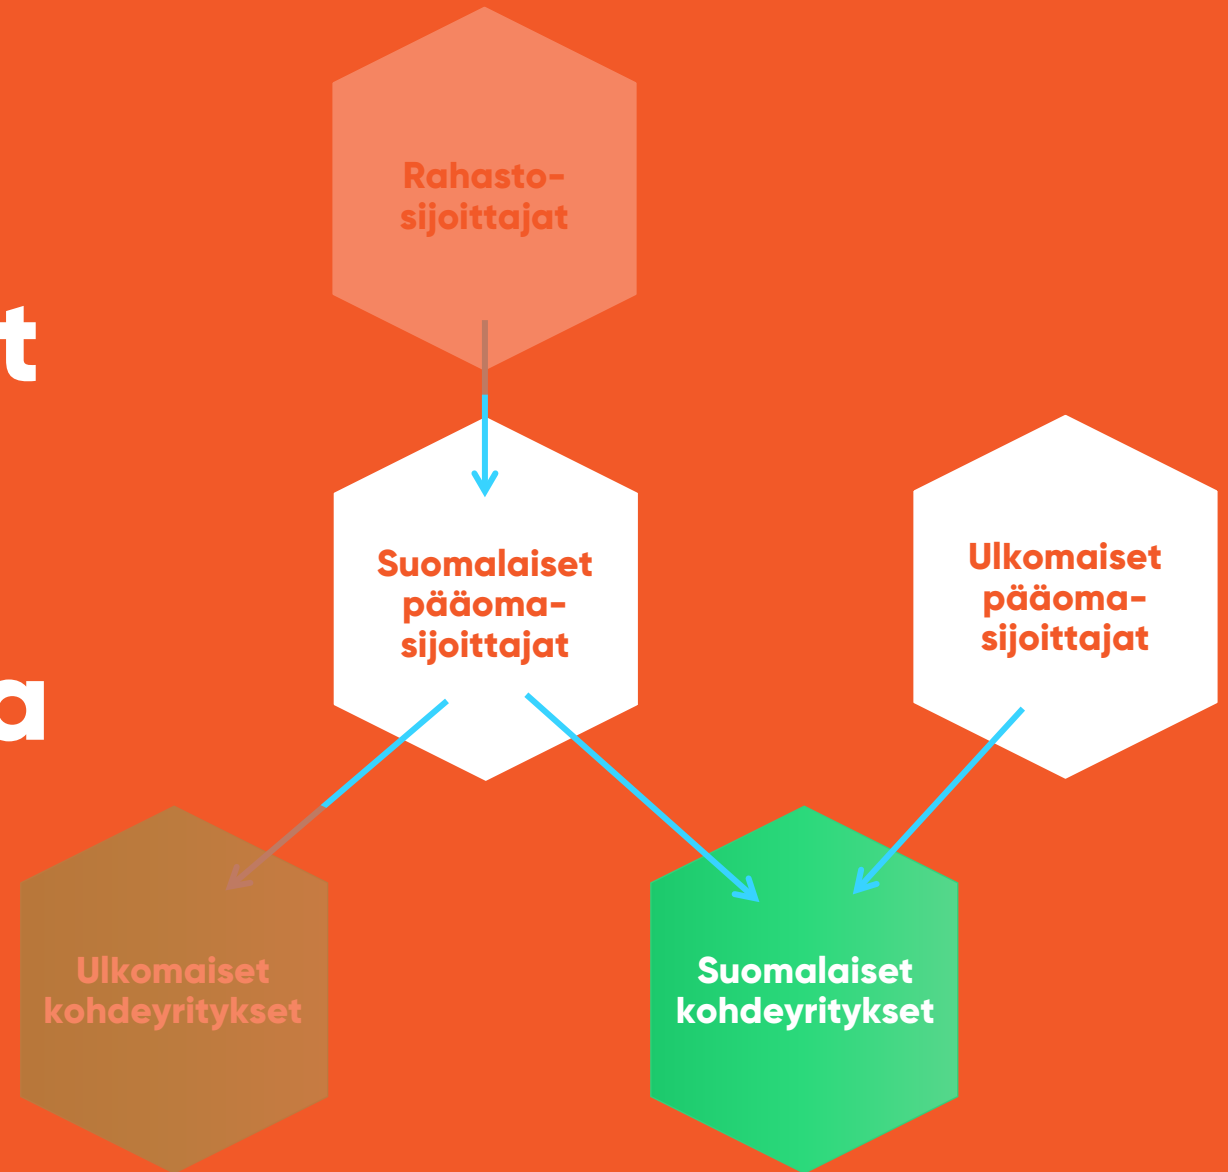 Rahasto-
sijoittajat
t
Suomalaiset
pääoma-
sijoittajat
Ulkomaiset
pääoma-
sijoittajat
a
Ulkomaiset
kohdeyritykset
Suomalaiset
kohdeyritykset